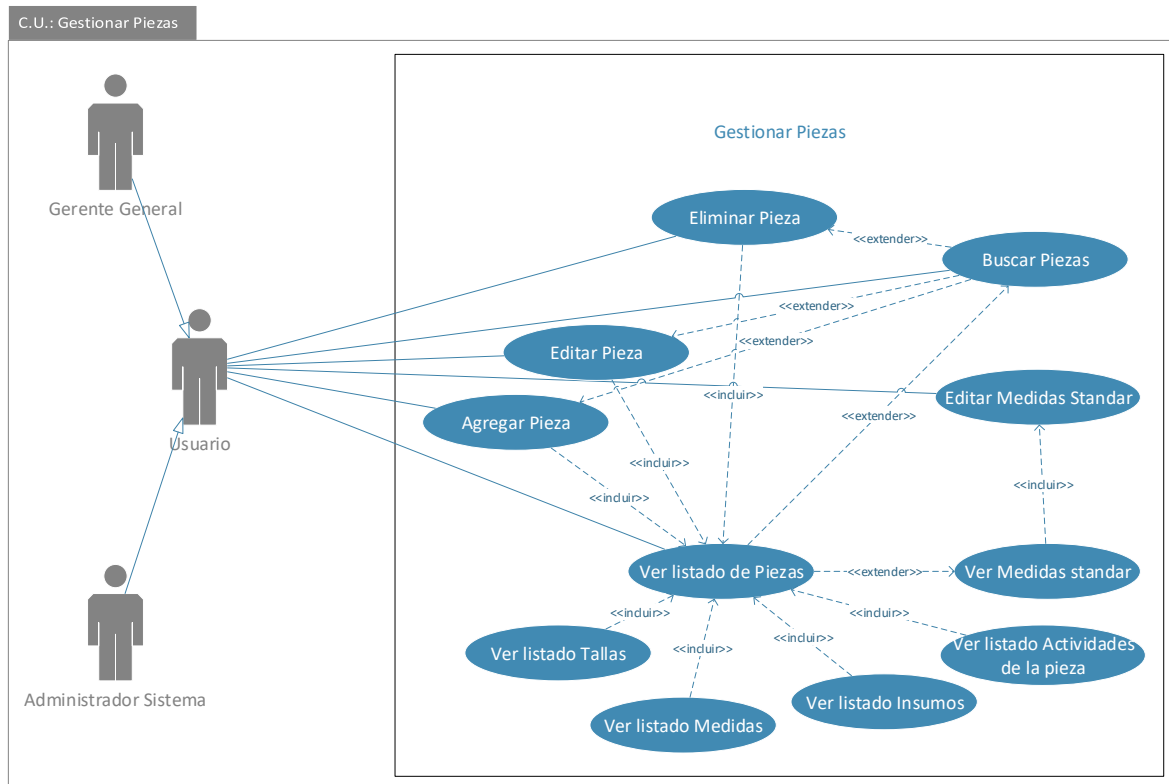 C.U.: Gestionar Piezas
Gerente General
Usuario
Administrador Sistema
Gestionar Piezas
Eliminar Pieza
<<extender>>
Buscar Piezas
<<extender>>
<<extender>>
Editar Pieza
<<incluir>>
Editar Medidas Standar
Agregar Pieza
<<extender>>
<<incluir>>
<<incluir>>
<<incluir>>
Ver listado de Piezas
<<extender>>
Ver Medidas standar
<<incluir>>
<<incluir>>
<<incluir>>
<<incluir>>
Ver listado Tallas
Ver listado Actividades
de la pieza
Ver listado Insumos
Ver listado Medidas